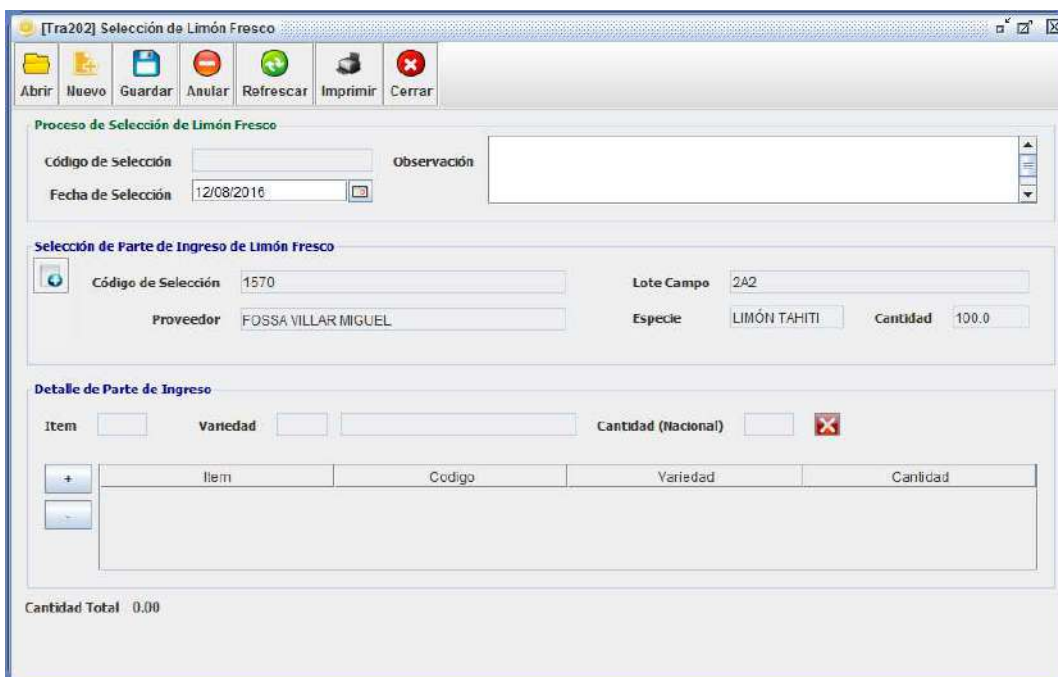 [Tra202] Selección de Limón Fresco
Abrir Nuevo Guardar Anular Refrescar Imprimir Cerrar
Proceso de Selección de Limón Fresco
Código de Selección Observación
Fecha de Selección 12/08/2016
Selección de Parte de Ingreso de Limón Fresco
Código de Selección 1570 Lote Campo 2A2
Proveedor FOSSA VILLAR MIGUEL Especie LIMÓN TAHITI Cantidad 100.0
Detalle de Parte de Ingreso
Item Variedad Cantidad (Nacional)
+ Item Codigo Variedad Cantidad
-
Cantidad Total 0.00